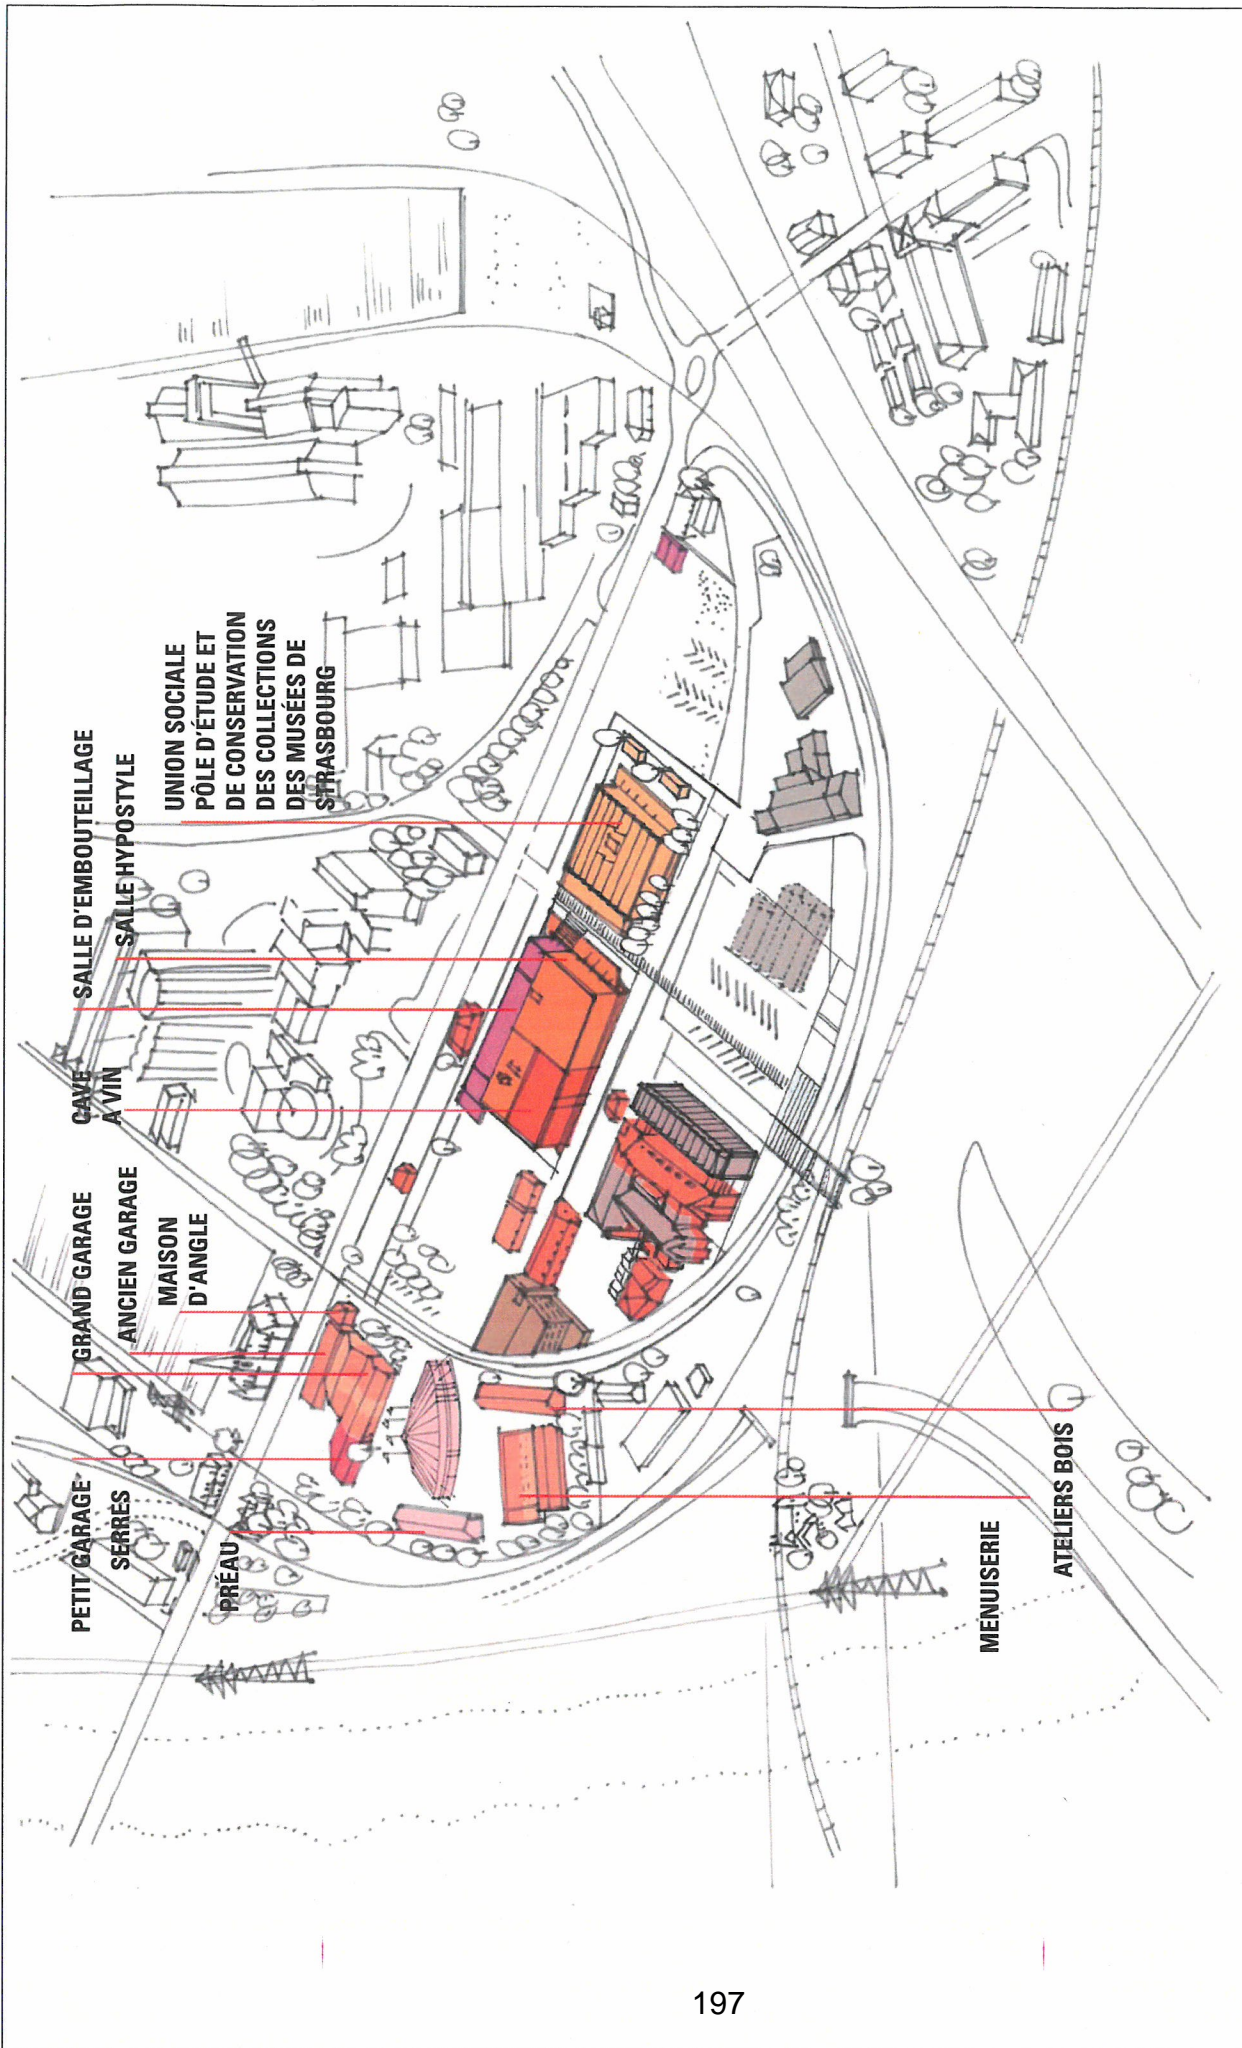 PETIT GARAGE
SERRES
PRÉAU
GRAND GARAGE
ANCIEN GARAGE
MAISON
D'ANGLE
CAVE
A VIN
SALLE D'EMBOUTEILLAGE
SALLE HYPOSTYLE
UNION SOCIALE
PÔLE D'ÉTUDE ET
DE CONSERVATION
DES COLLECTIONS
DES MUSÉES DE
STRASBOURG
MENUISERIE
ATELIERS BOIS
197